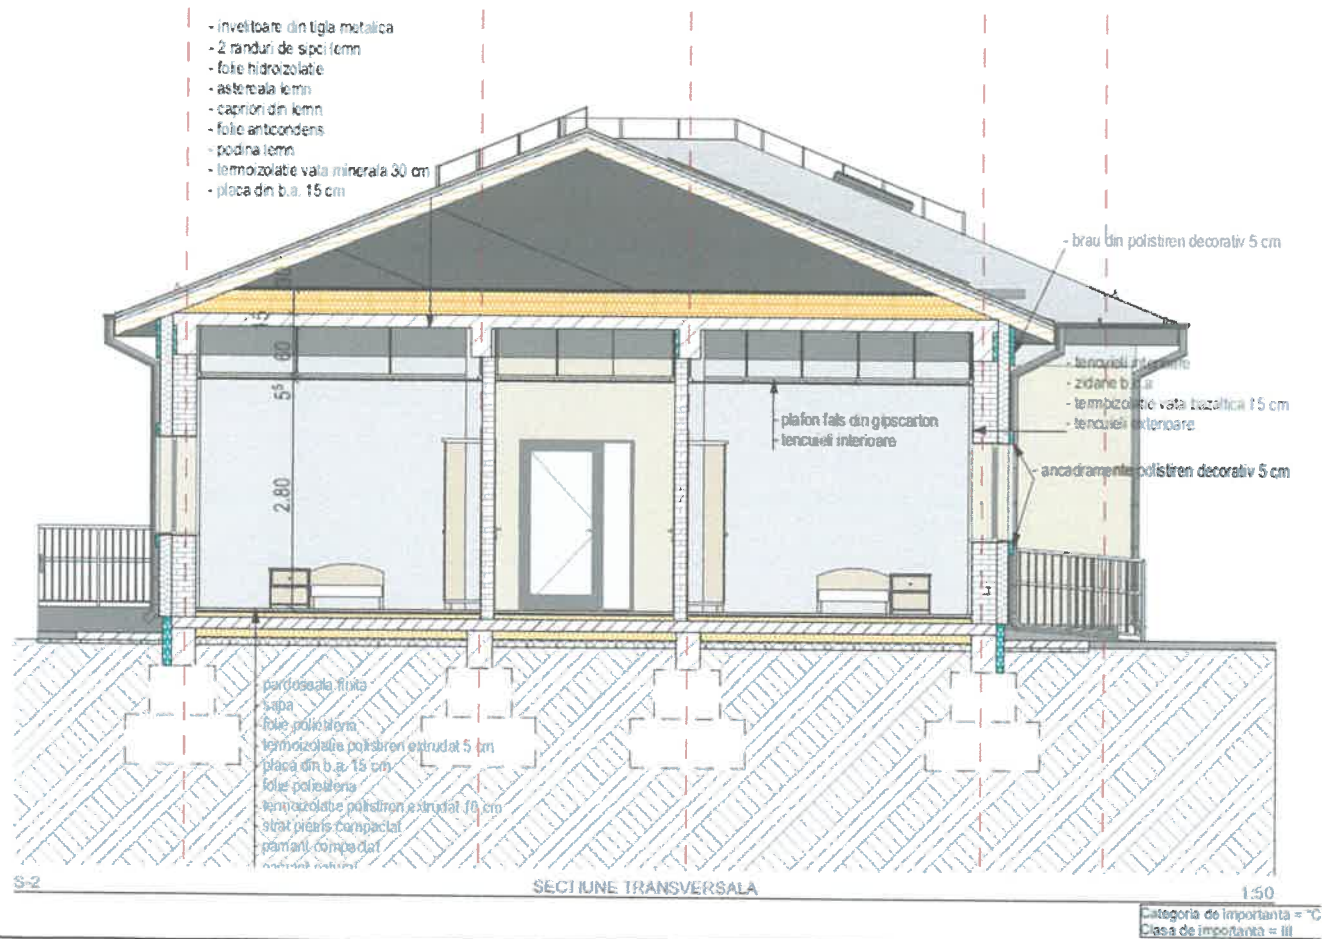 - invelitoare din tigla metalica
- 2 randuri de sipci lemn
- folie hidroizolatie
- astereala lemn
- capriori din lemn
- folie anticondens
- podina lemn
- termoizolatie vata minerala 30 cm
- placa din b.a. 15 cm
- brau din polistiren decorativ 5 cm
30
15
60
5⁵
2.80
- tencuieli interioare
- zidarie b.c.a
- termoizolatie vata bazaltica 15 cm
- tencuieli exterioare
- plafon fals din gipscarton
- tencuieli interioare
- ancadramente polistiren decorativ 5 cm
pardoseala finita
sapa
folie polietilena
termoizolatie polistiren extrudat 5 cm
placa din b.a. 15 cm
folie polietilena
termoizolatie polistiren extrudat 10 cm
strat pietris compactat
pamant compactat
pamant natural
S-2
SECTIUNE TRANSVERSALA
1:50
Categoria de importanta = "C
Clasa de importanta = III